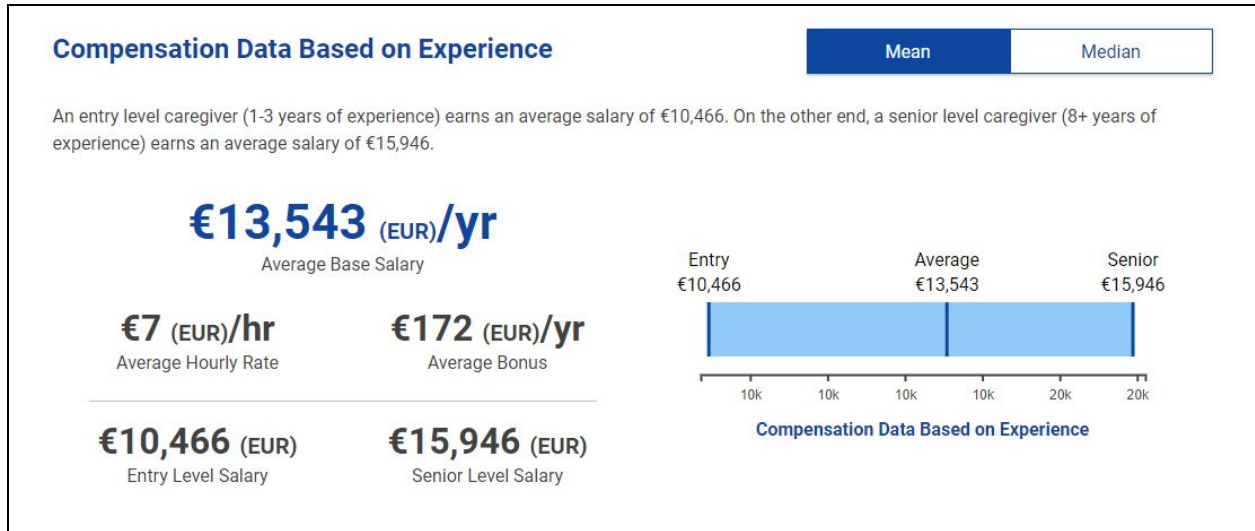 Compensation Data Based on Experience
Mean
Median
An entry level caregiver (1-3 years of experience) earns an average salary of €10,466. On the other end, a senior level caregiver (8+ years of
experience) earns an average salary of €15,946.
€13,543 (EUR)/yr
Average Base Salary
€7 (EUR)/hr
Average Hourly Rate
€172 (EUR)/yr
Average Bonus
€10,466 (EUR)
Entry Level Salary
€15,946 (EUR)
Senior Level Salary
Entry Average Senior
€10,466 €13,543 €15,946
10k 10k 10k 10k 20k 20k
Compensation Data Based on Experience